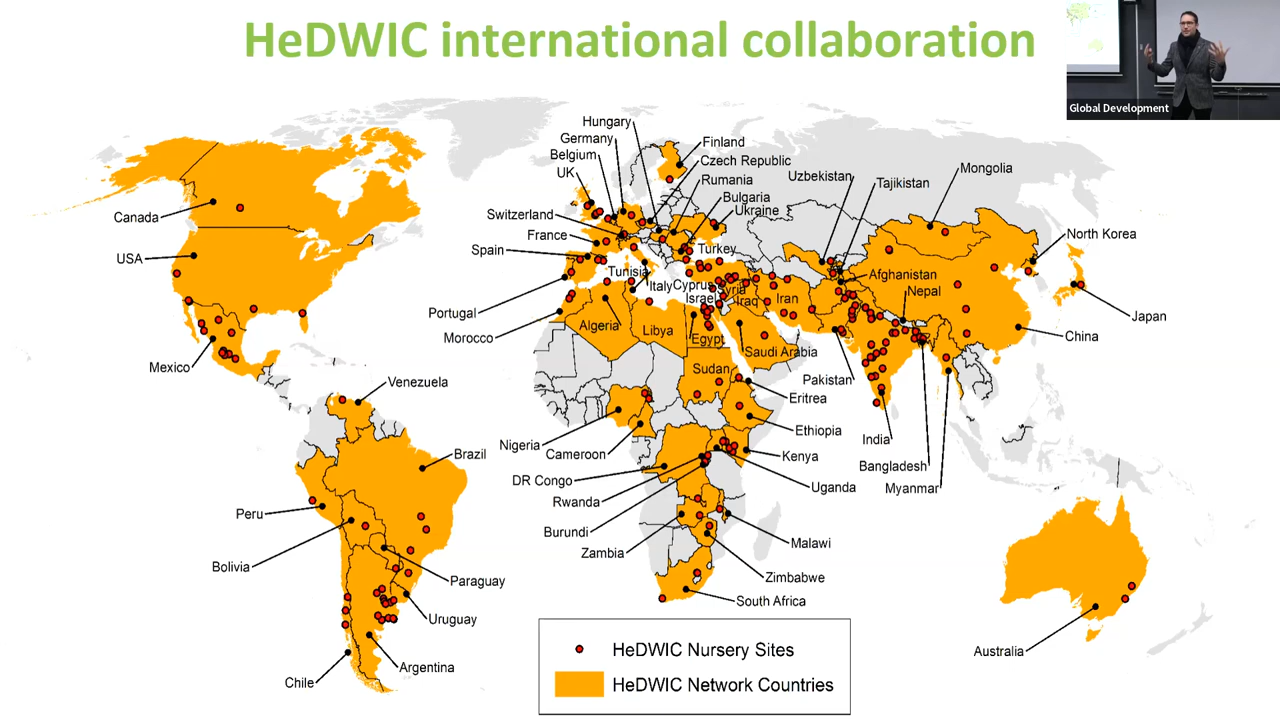 HeDWIC international collaboration
Global Development
Hungary
Germany
Belgium
UK
Switzerland
France
Spain
Portugal
Morocco
Finland
Czech Republic
Rumania
Bulgaria
Ukraine
Turkey
Uzbekistan
Tajikistan
Mongolia
North Korea
Canada
USA
Mexico
Tunisia
Italy
Cyprus
Syria
Israel
Iraq
Iran
Afghanistan
Nepal
Japan
China
Algeria
Libya
Egypt
Saudi Arabia
Pakistan
Sudan
Eritrea
Ethiopia
India
Bangladesh
Myanmar
Venezuela
Brazil
Peru
Bolivia
Paraguay
Uruguay
Argentina
Chile
Nigeria
Cameroon
DR Congo
Rwanda
Burundi
Zambia
Kenya
Uganda
Malawi
Zimbabwe
South Africa
Australia
HeDWIC Nursery Sites
HeDWIC Network Countries